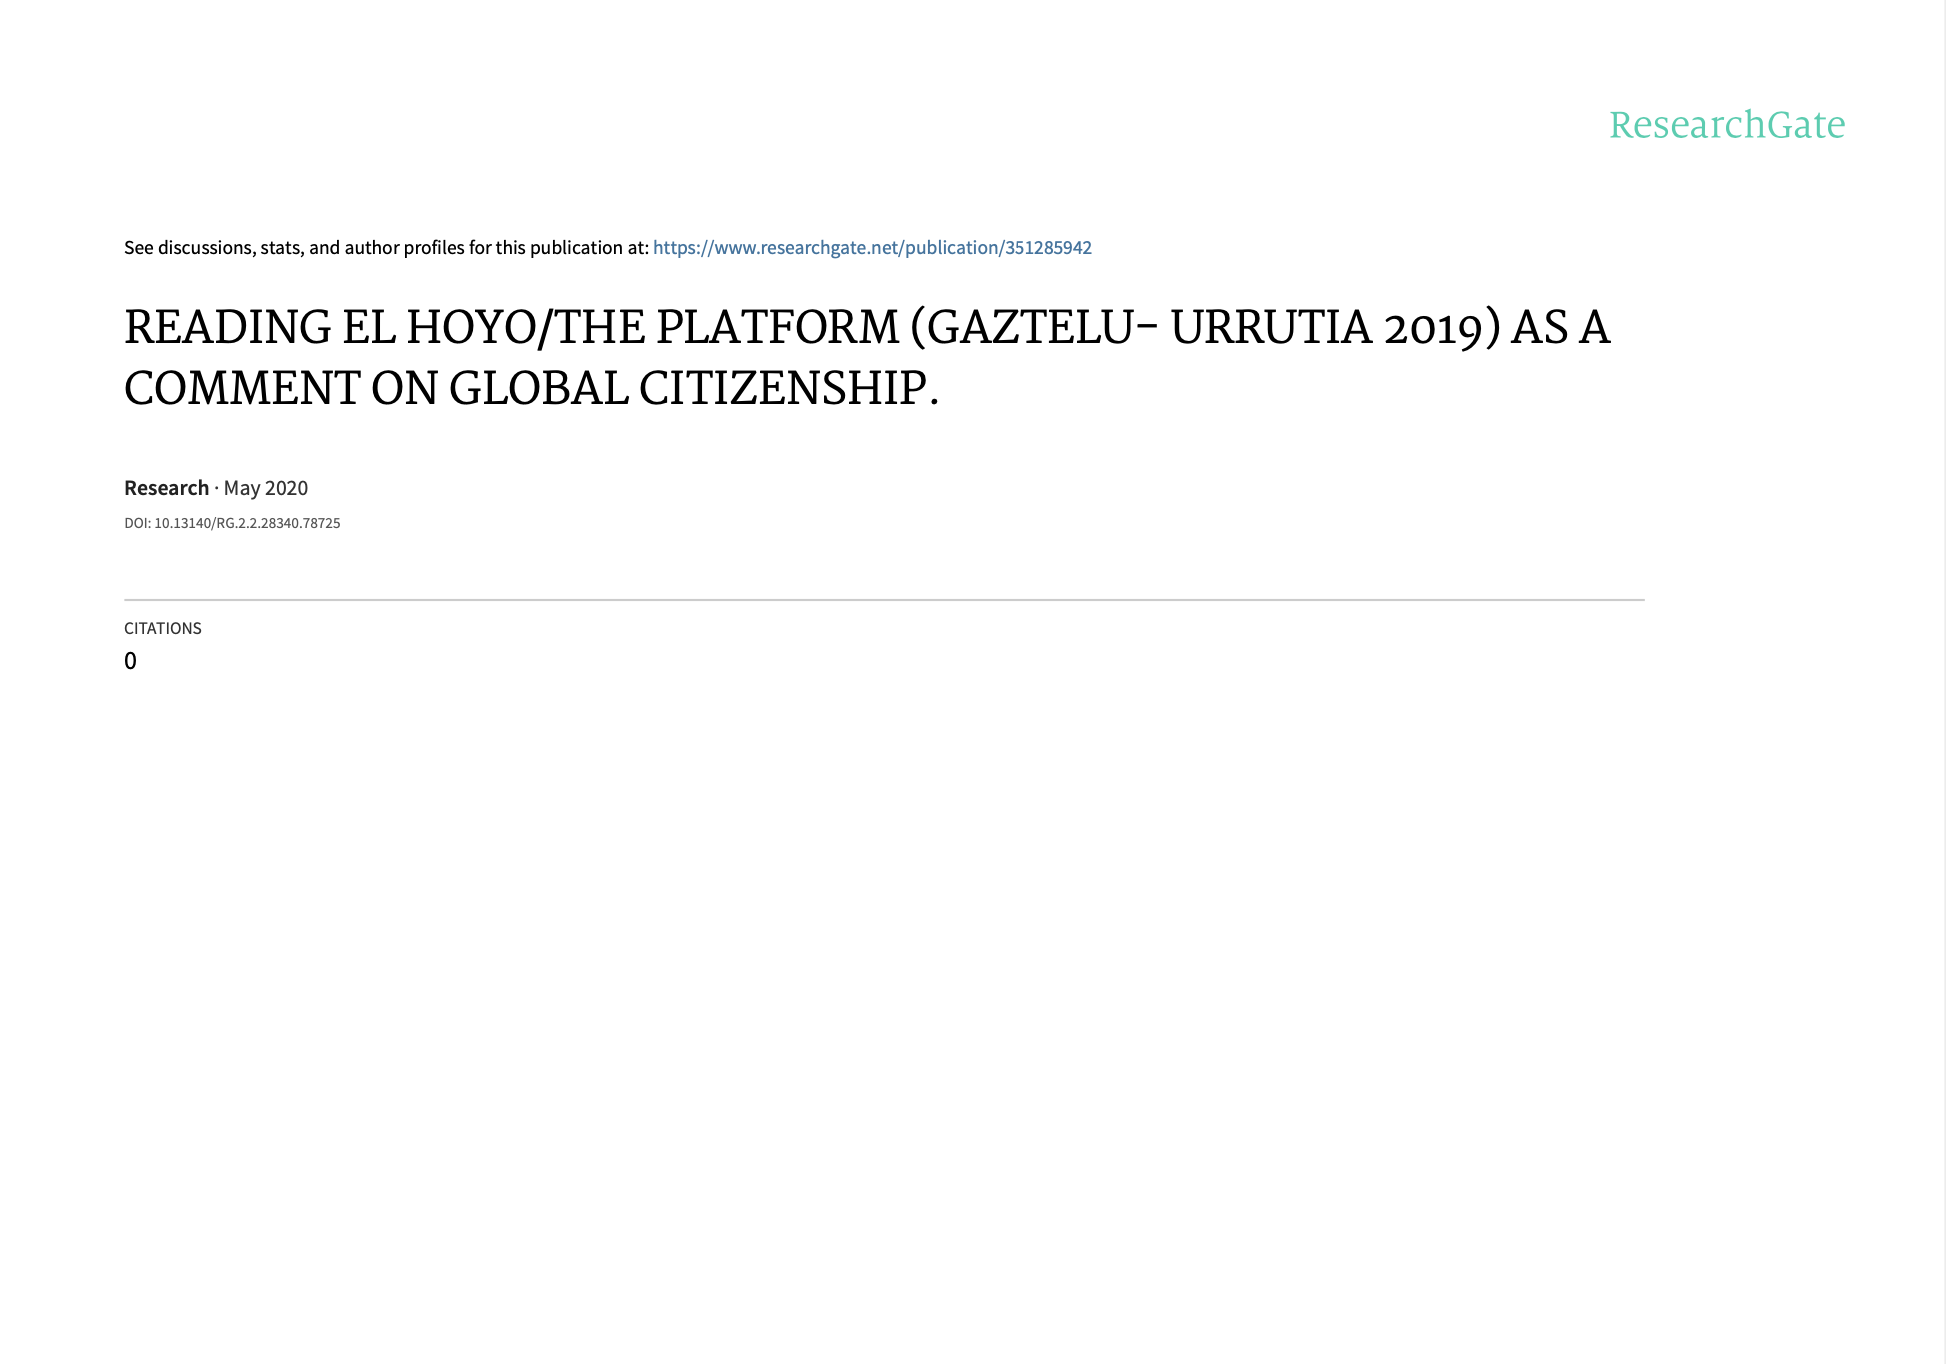 ResearchGate
See discussions, stats, and author profiles for this publication at: https://www.researchgate.net/publication/351285942
READING EL HOYO/THE PLATFORM (GAZTELU- URRUTIA 2019) AS A
COMMENT ON GLOBAL CITIZENSHIP.
Research · May 2020
DOI: 10.13140/RG.2.2.28340.78725
CITATIONS
0